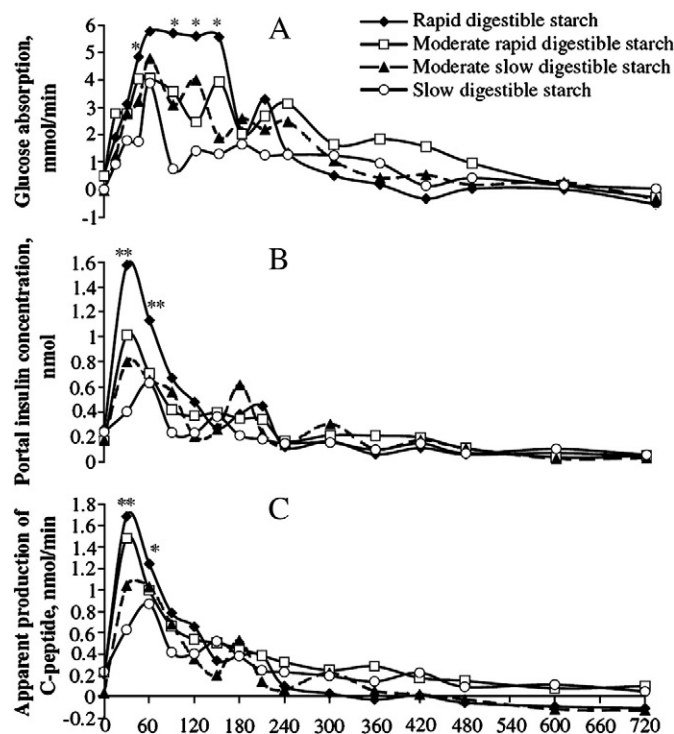 Rapid digestible starch
Moderate rapid digestible starch
Moderate slow digestible starch
Slow digestible starch
A
* * * *
Glucose absorption,
mmol/min
6
5
4
3
2
1
0
-1
B
** **
Portal insulin concentration,
nmol
1.6
1.4
1.2
1
0.8
0.6
0.4
0.2
0
C
** *
Apparent production of
C-peptide, nmol/min
1.8
1.6
1.4
1.2
1
0.8
0.6
0.4
0.2
0
-0.2
0 60 120 180 240 300 360 420 480 540 600 660 720